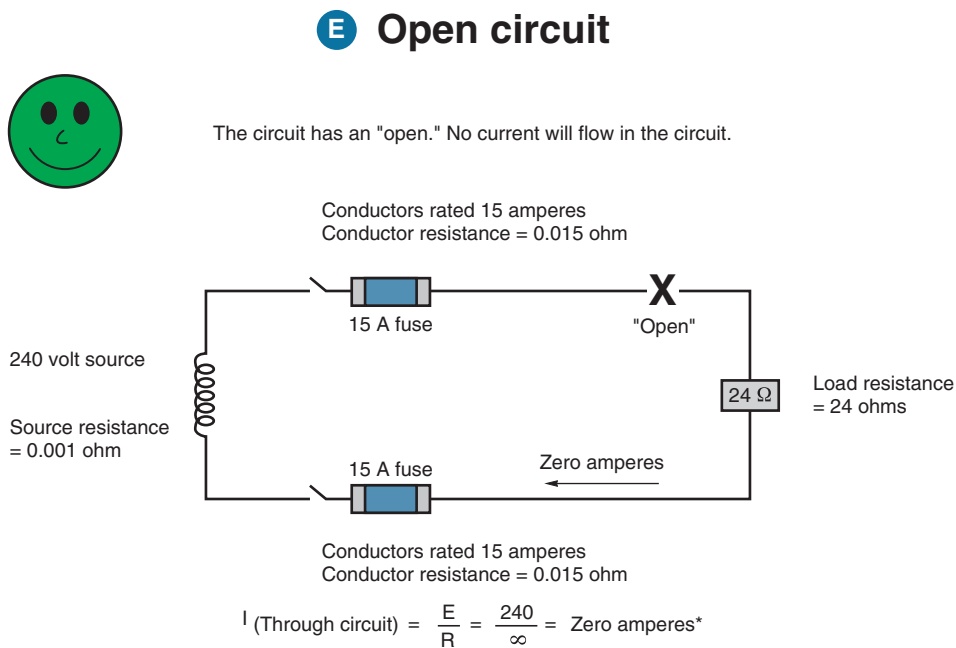 E Open circuit
The circuit has an "open." No current will flow in the circuit.
Conductors rated 15 amperes
Conductor resistance = 0.015 ohm
15 A fuse
X
"Open"
240 volt source
Source resistance
= 0.001 ohm
24 Ω
Load resistance
= 24 ohms
15 A fuse
Zero amperes
Conductors rated 15 amperes
Conductor resistance = 0.015 ohm
I (Through circuit) = E/R = 240/∞ = Zero amperes*